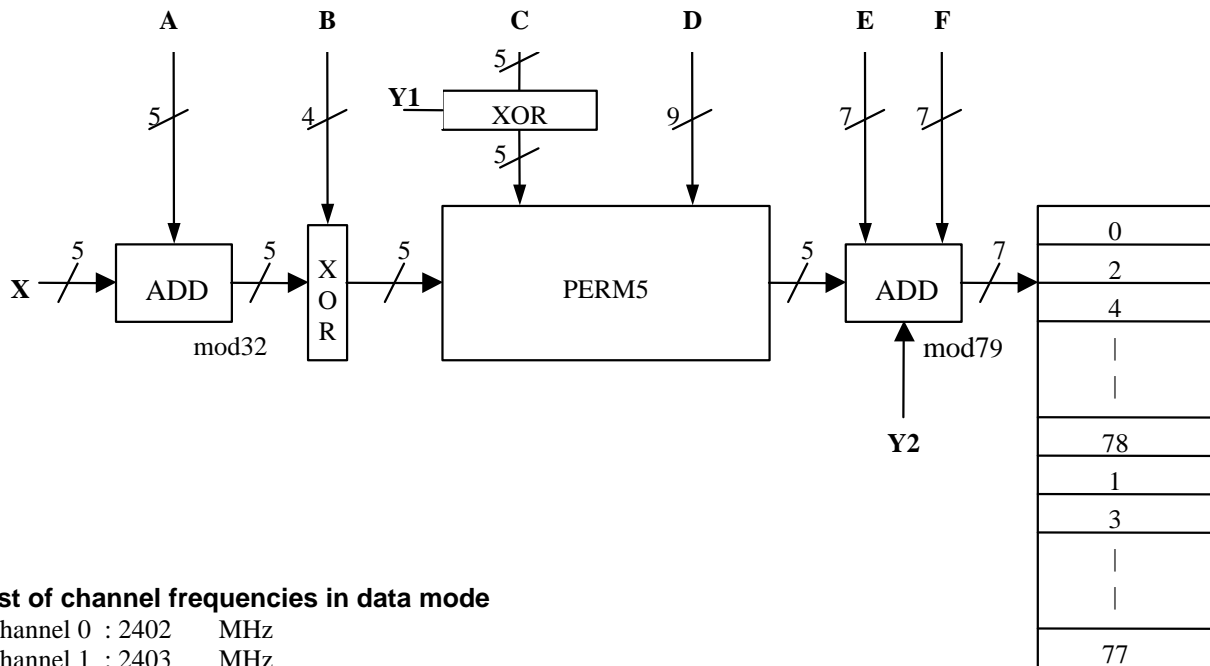 A B C D E F
5
Y1
5 4 XOR 9 7 7
5
0
5 5 X 5 5 7
X ADD O PERM5 ADD 2
R 4
mod32 mod79
|
|
Y2 78
1
3
|
st of channel frequencies in data mode |
hannel 0 : 2402 MHz
hannel 1 : 2403 MHz 77